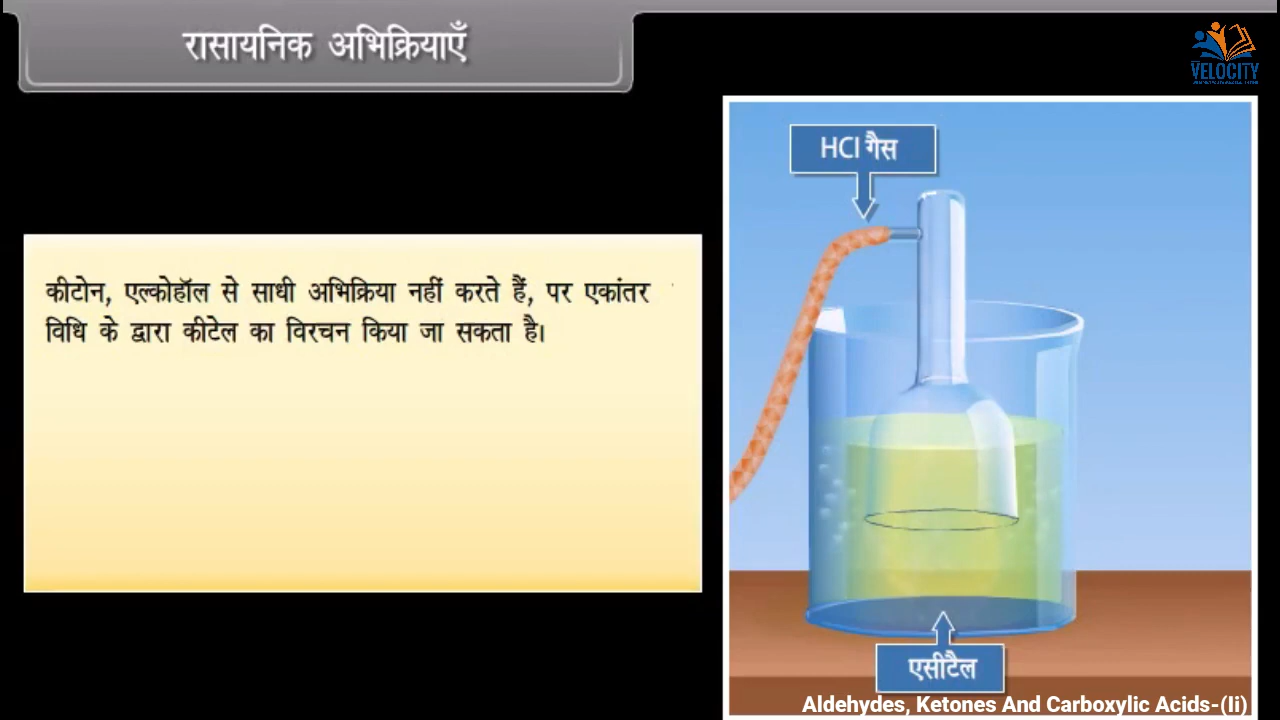 रासायनिक अभिक्रियाएँ
VELOCITY
HCl गैस
कीटोन, एल्कोहॉल से साधी अभिक्रिया नहीं करते हैं, पर एकांतर
विधि के द्वारा कीटेल का विरचन किया जा सकता है।
एसीटैल
Aldehydes, Ketones And Carboxylic Acids-(Ii)